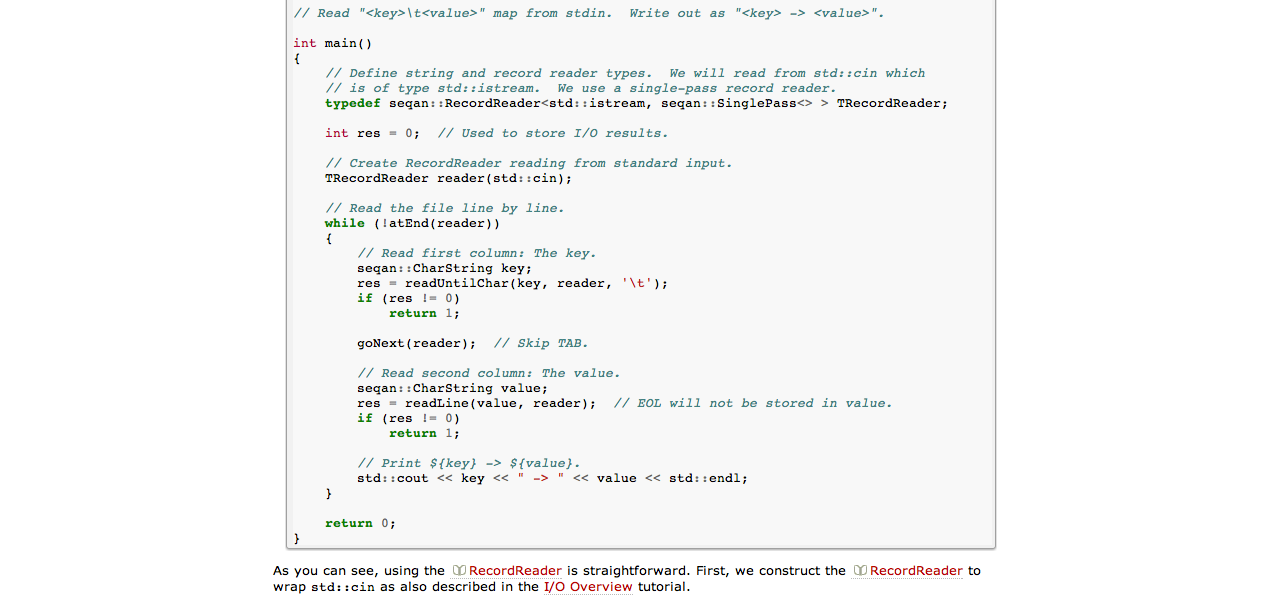 // Read "<key>\t<value>" map from stdin.  Write out as "<key> -> <value>".
int main()
{
    // Define string and record reader types.  We will read from std::cin which
    // is of type std::istream.  We use a single-pass record reader.
    typedef seqan::RecordReader<std::istream, seqan::SinglePass<> > TRecordReader;
    int res = 0;  // Used to store I/O results.
    // Create RecordReader reading from standard input.
    TRecordReader reader(std::cin);
    // Read the file line by line.
    while (!atEnd(reader))
    {
        // Read first column: The key.
        seqan::CharString key;
        res = readUntilChar(key, reader, '\t');
        if (res != 0)
            return 1;
        goNext(reader);  // Skip TAB.
        // Read second column: The value.
        seqan::CharString value;
        res = readLine(value, reader);  // EOL will not be stored in value.
        if (res != 0)
            return 1;
        // Print ${key} -> ${value}.
        std::cout << key << " -> " << value << std::endl;
    }
    return 0;
}
As you can see, using the RecordReader is straightforward. First, we construct the RecordReader to
wrap std::cin as also described in the I/O Overview tutorial.